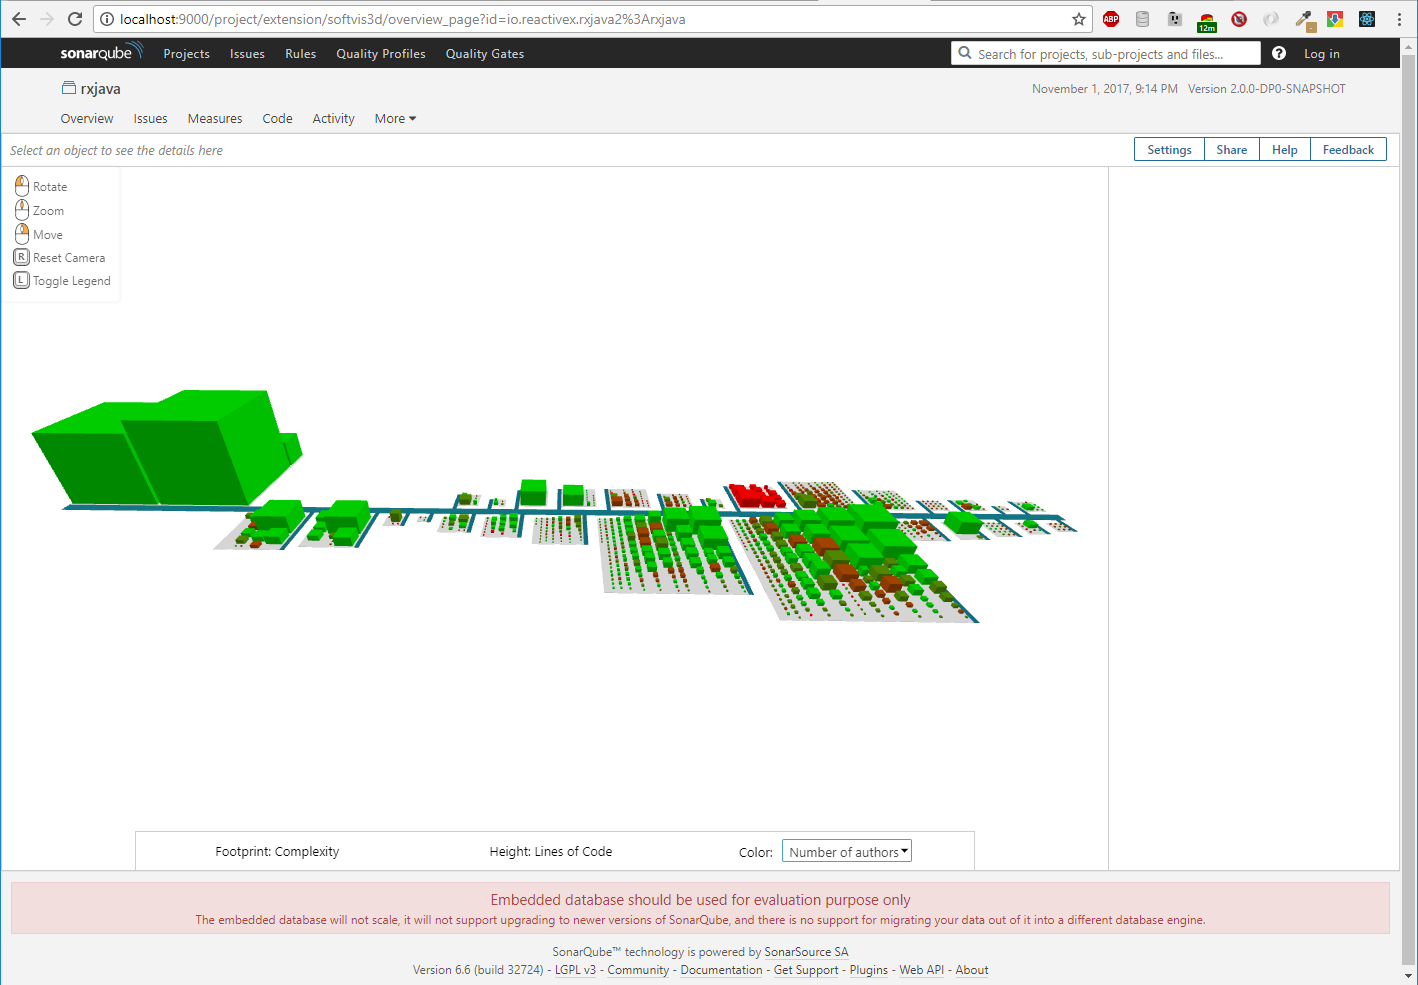 localhost:9000/project/extension/softvis3d/overview_page?id=io.reactivex.rxjava2%3Arxjava
ABP
12m
sonarqube Projects Issues Rules Quality Profiles Quality Gates Search for projects, sub-projects and files... ? Log in
rxjava November 1, 2017, 9:14 PM Version 2.0.0-DP0-SNAPSHOT
Overview Issues Measures Code Activity More
Select an object to see the details here Settings Share Help Feedback
Rotate
Zoom
Move
R Reset Camera
L Toggle Legend
Footprint: Complexity Height: Lines of Code Color: Number of authors
Embedded database should be used for evaluation purpose only
The embedded database will not scale, it will not support upgrading to newer versions of SonarQube, and there is no support for migrating your data out of it into a different database engine.
SonarQube™ technology is powered by SonarSource SA
Version 6.6 (build 32724) - LGPL v3 - Community - Documentation - Get Support - Plugins - Web API - About